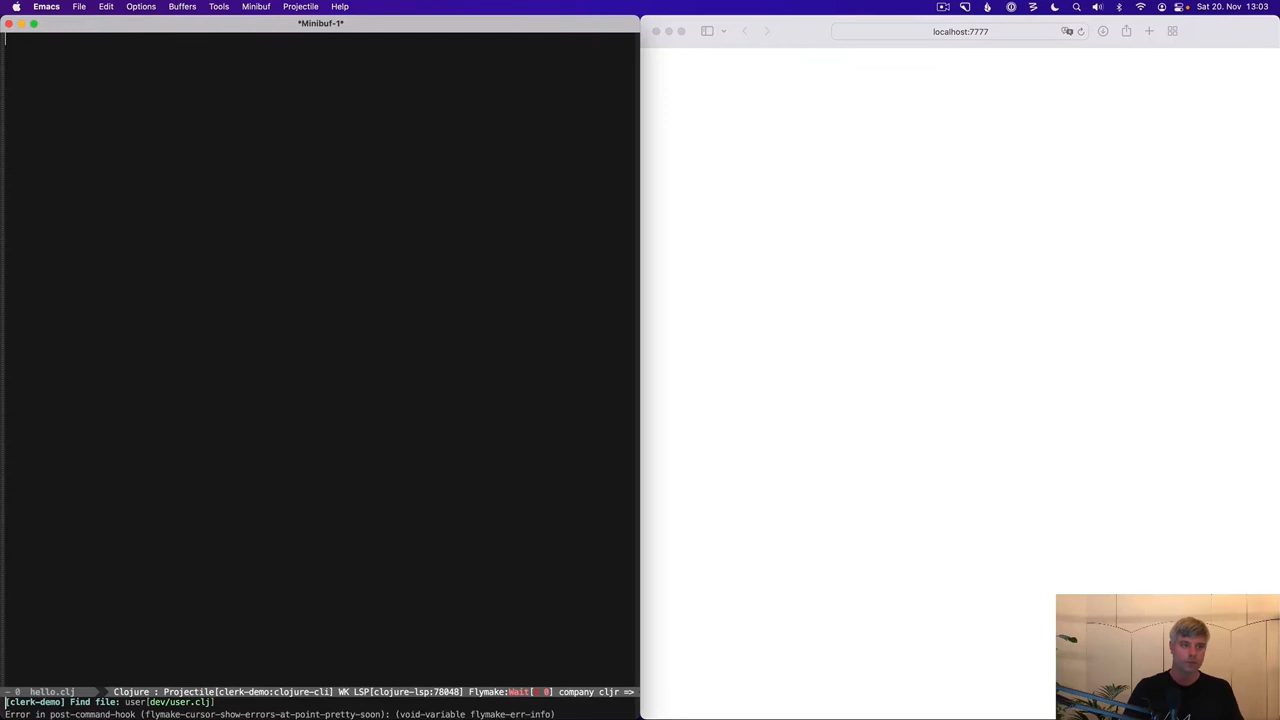 Emacs File Edit Options Buffers Tools Minibuf Projectile Help
Sat 20. Nov 13:03
*Minibuf-1*
localhost:7777
- 0 hello.clj Clojure : Projectile[clerk-demo:clojure-cli] WK LSP[clojure-lsp:78048] Flymake:Wait[ 0] company cljr =>
[clerk-demo] Find file: user[dev/user.clj]
Error in post-command-hook (flymake-cursor-show-errors-at-point-pretty-soon): (void-variable flymake-err-info)